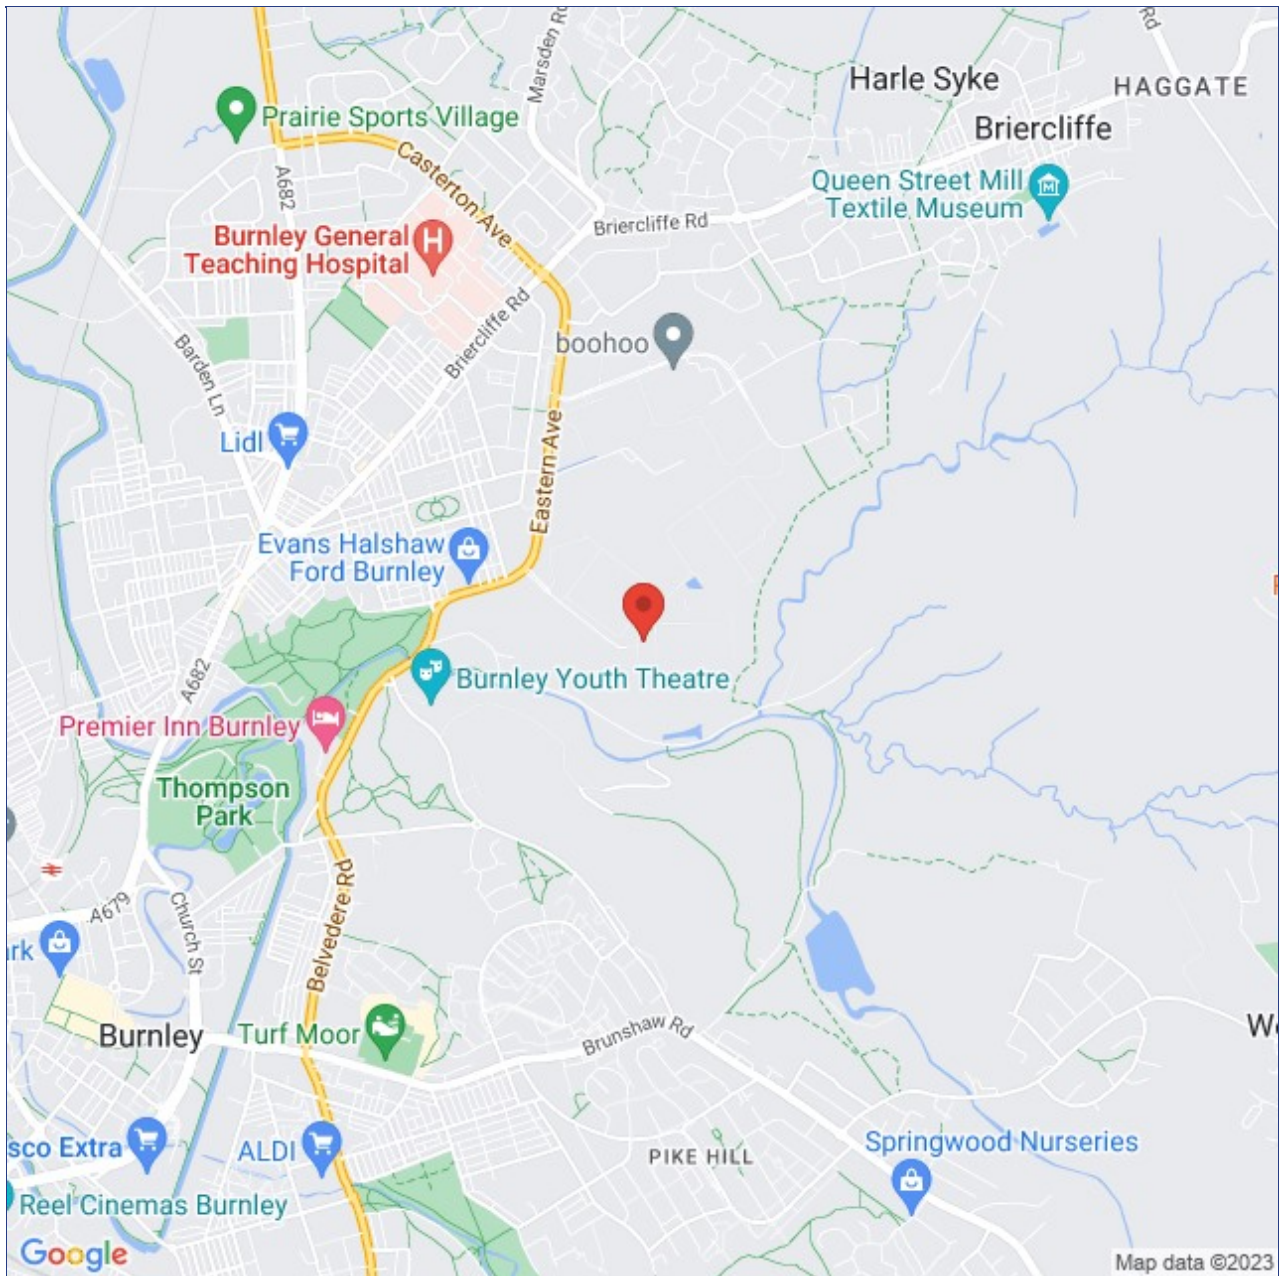 Marsden Rd
Rd
Harle Syke
HAGGATE
Briercliffe
Prairie Sports Village
Casterton Ave
A682
Queen Street Mill
Textile Museum
Briercliffe Rd
Burnley General
Teaching Hospital
H
M
Briercliffe Rd
boohoo
Barden Ln
Lidl
Eastern Ave
Evans Halshaw
Ford Burnley
A682
Burnley Youth Theatre
Premier Inn Burnley
Thompson
Park
Belvedere Rd
A679
Church St
ark
Burnley
Turf Moor
Brunshaw Rd
sco Extra
ALDI
PIKE HILL
Springwood Nurseries
Reel Cinemas Burnley
Google
Map data ©2023